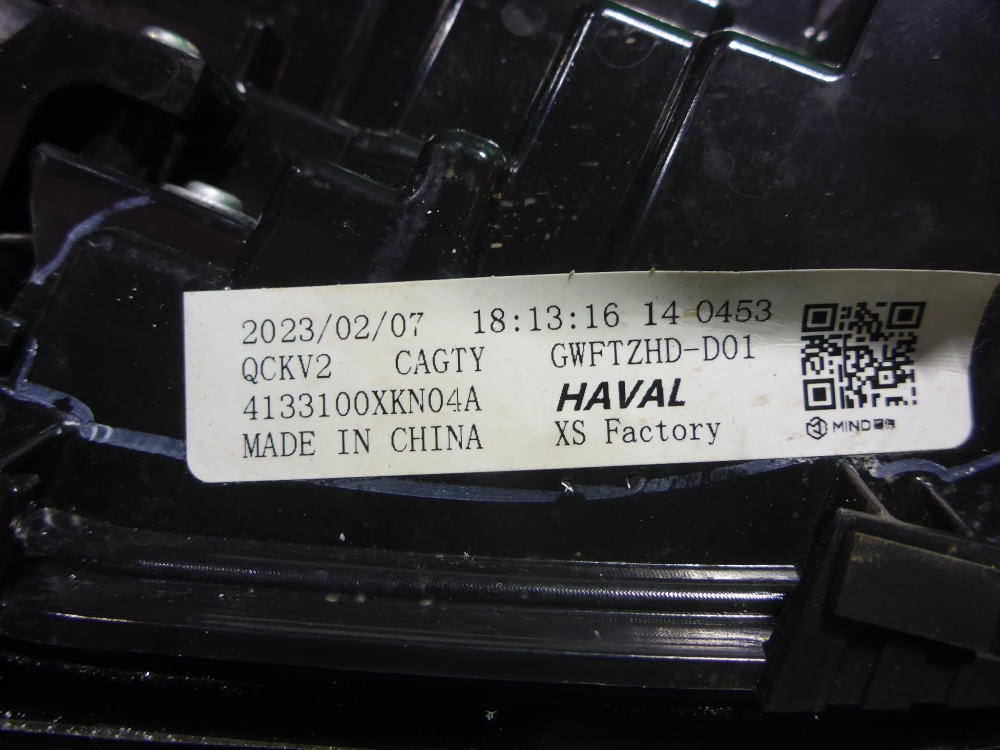 2023/02/07 18:13:16 14 0453
QCKV2 CAGTY GWFTZHD-D01
4133100XKN04A HAVAL
MADE IN CHINA XS Factory
MIND